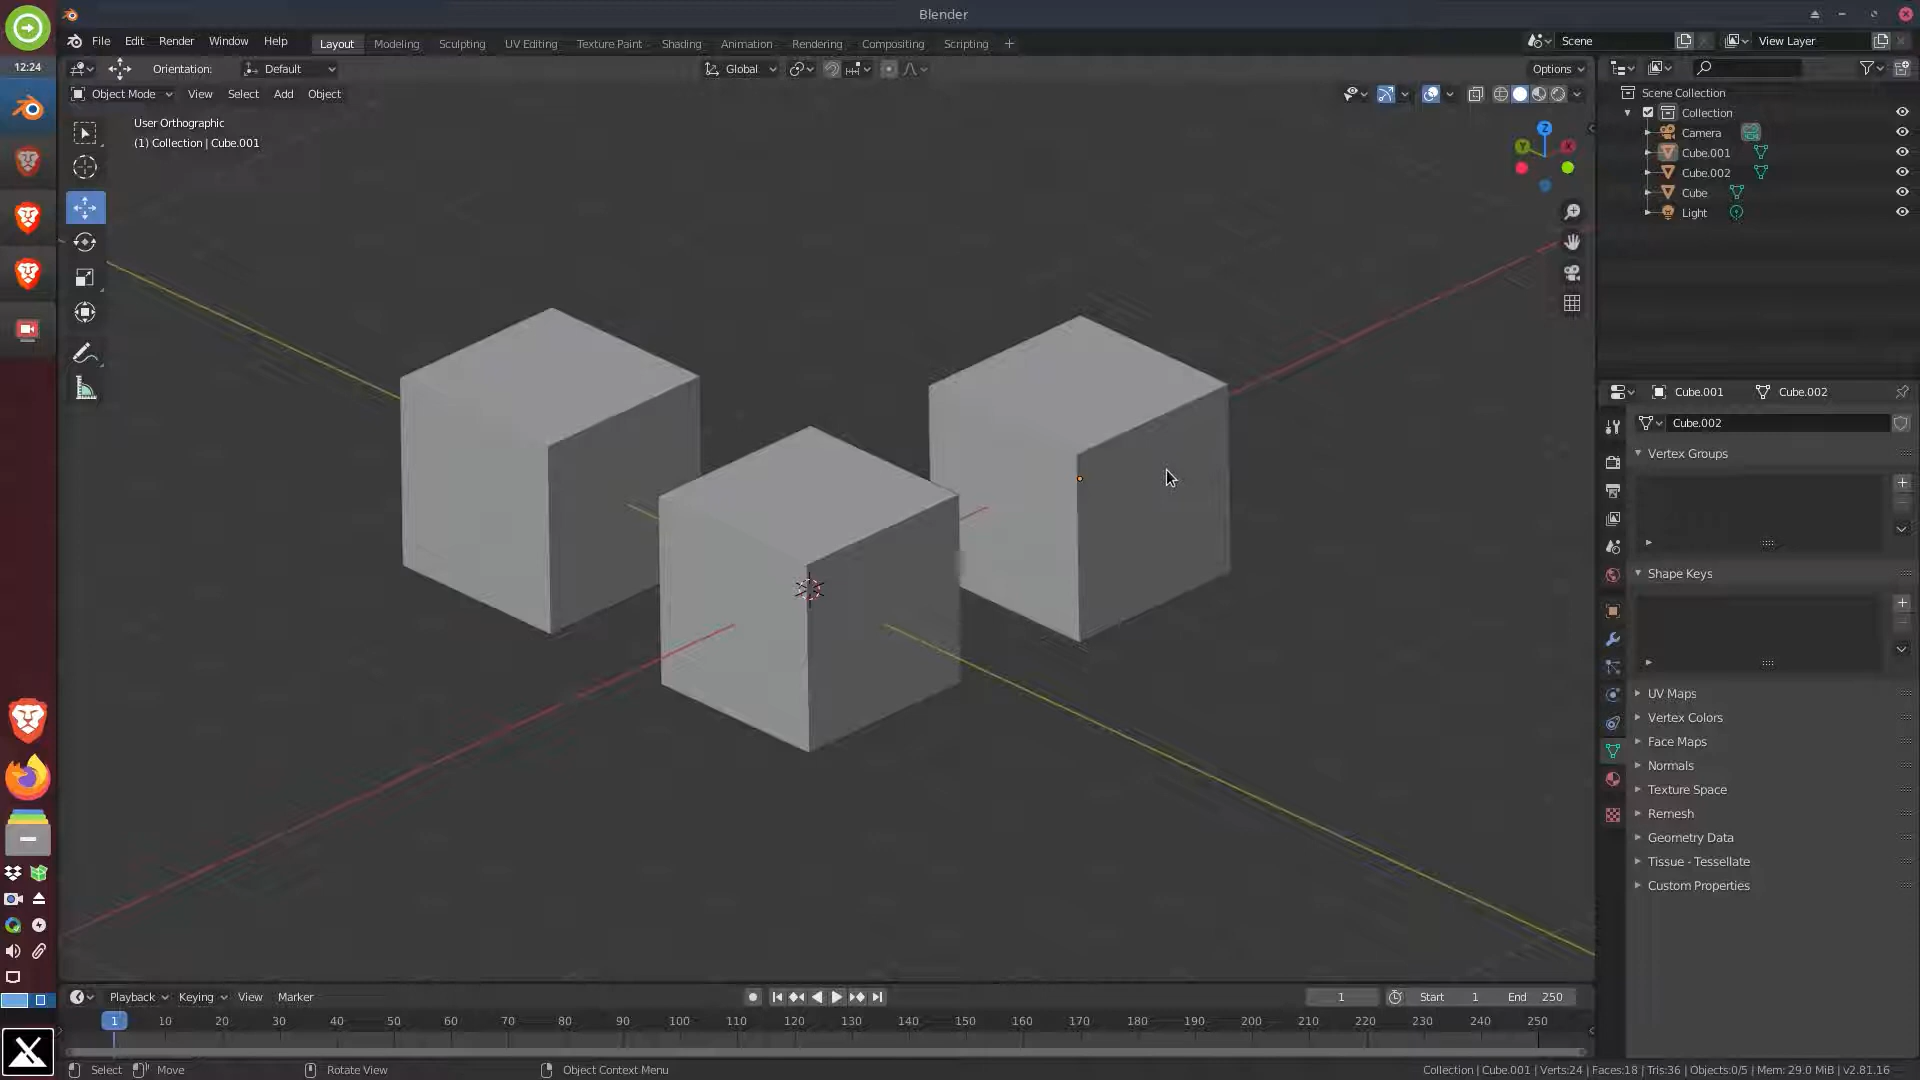 Blender
12:24
File Edit Render Window Help Layout Modeling Sculpting UV Editing Texture Paint Shading Animation Rendering Compositing Scripting + Scene View Layer
Orientation: Default Global Options
Object Mode View Select Add Object
User Orthographic
(1) Collection | Cube.001
Z
Y X
Scene Collection
Collection
Camera
Cube.001
Cube.002
Cube
Light
Cube.001 Cube.002
Cube.002
Vertex Groups
Shape Keys
UV Maps
Vertex Colors
Face Maps
Normals
Texture Space
Remesh
Geometry Data
Tissue - Tessellate
Custom Properties
Playback Keying View Marker 1 Start 1 End 250
1 10 20 30 40 50 60 70 80 90 100 110 120 130 140 150 160 170 180 190 200 210 220 230 240 250
Select Move Rotate View Object Context Menu Collection | Cube.001 | Verts:24 | Faces:18 | Tris:36 | Objects:0/5 | Mem: 29.0 MiB | v2.81.16